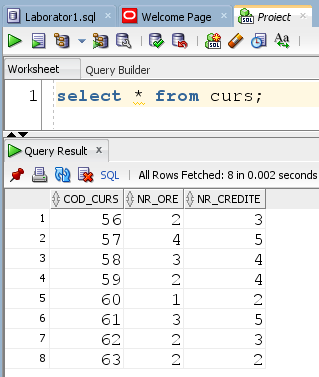 Laborator1.sql Welcome Page Proiect
Worksheet Query Builder
1 select * from curs;
Query Result
SQL All Rows Fetched: 8 in 0.002 seconds
COD_CURS NR_ORE NR_CREDITE
1 56 2 3
2 57 4 5
3 58 3 4
4 59 2 4
5 60 1 2
6 61 3 5
7 62 2 3
8 63 2 2